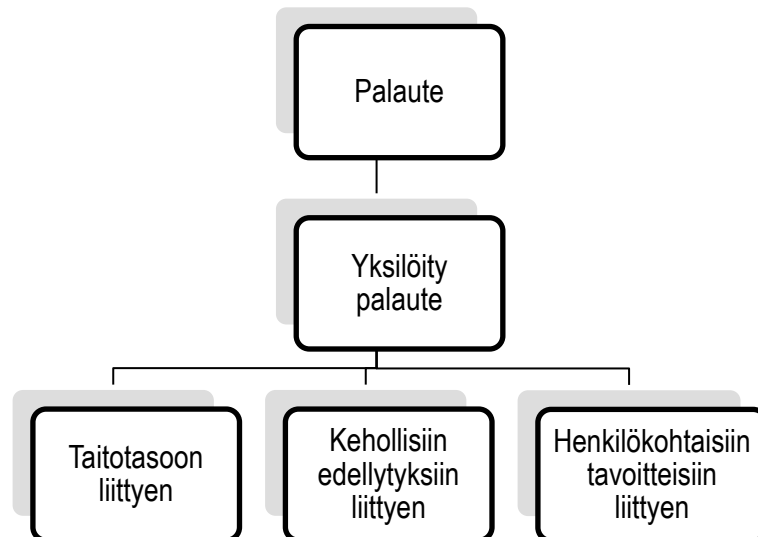 Palaute
Yksilöity
palaute
Taitotasoon
liittyen
Kehollisiin
edellytyksiin
liittyen
Henkilökohtaisiin
tavoitteisiin
liittyen